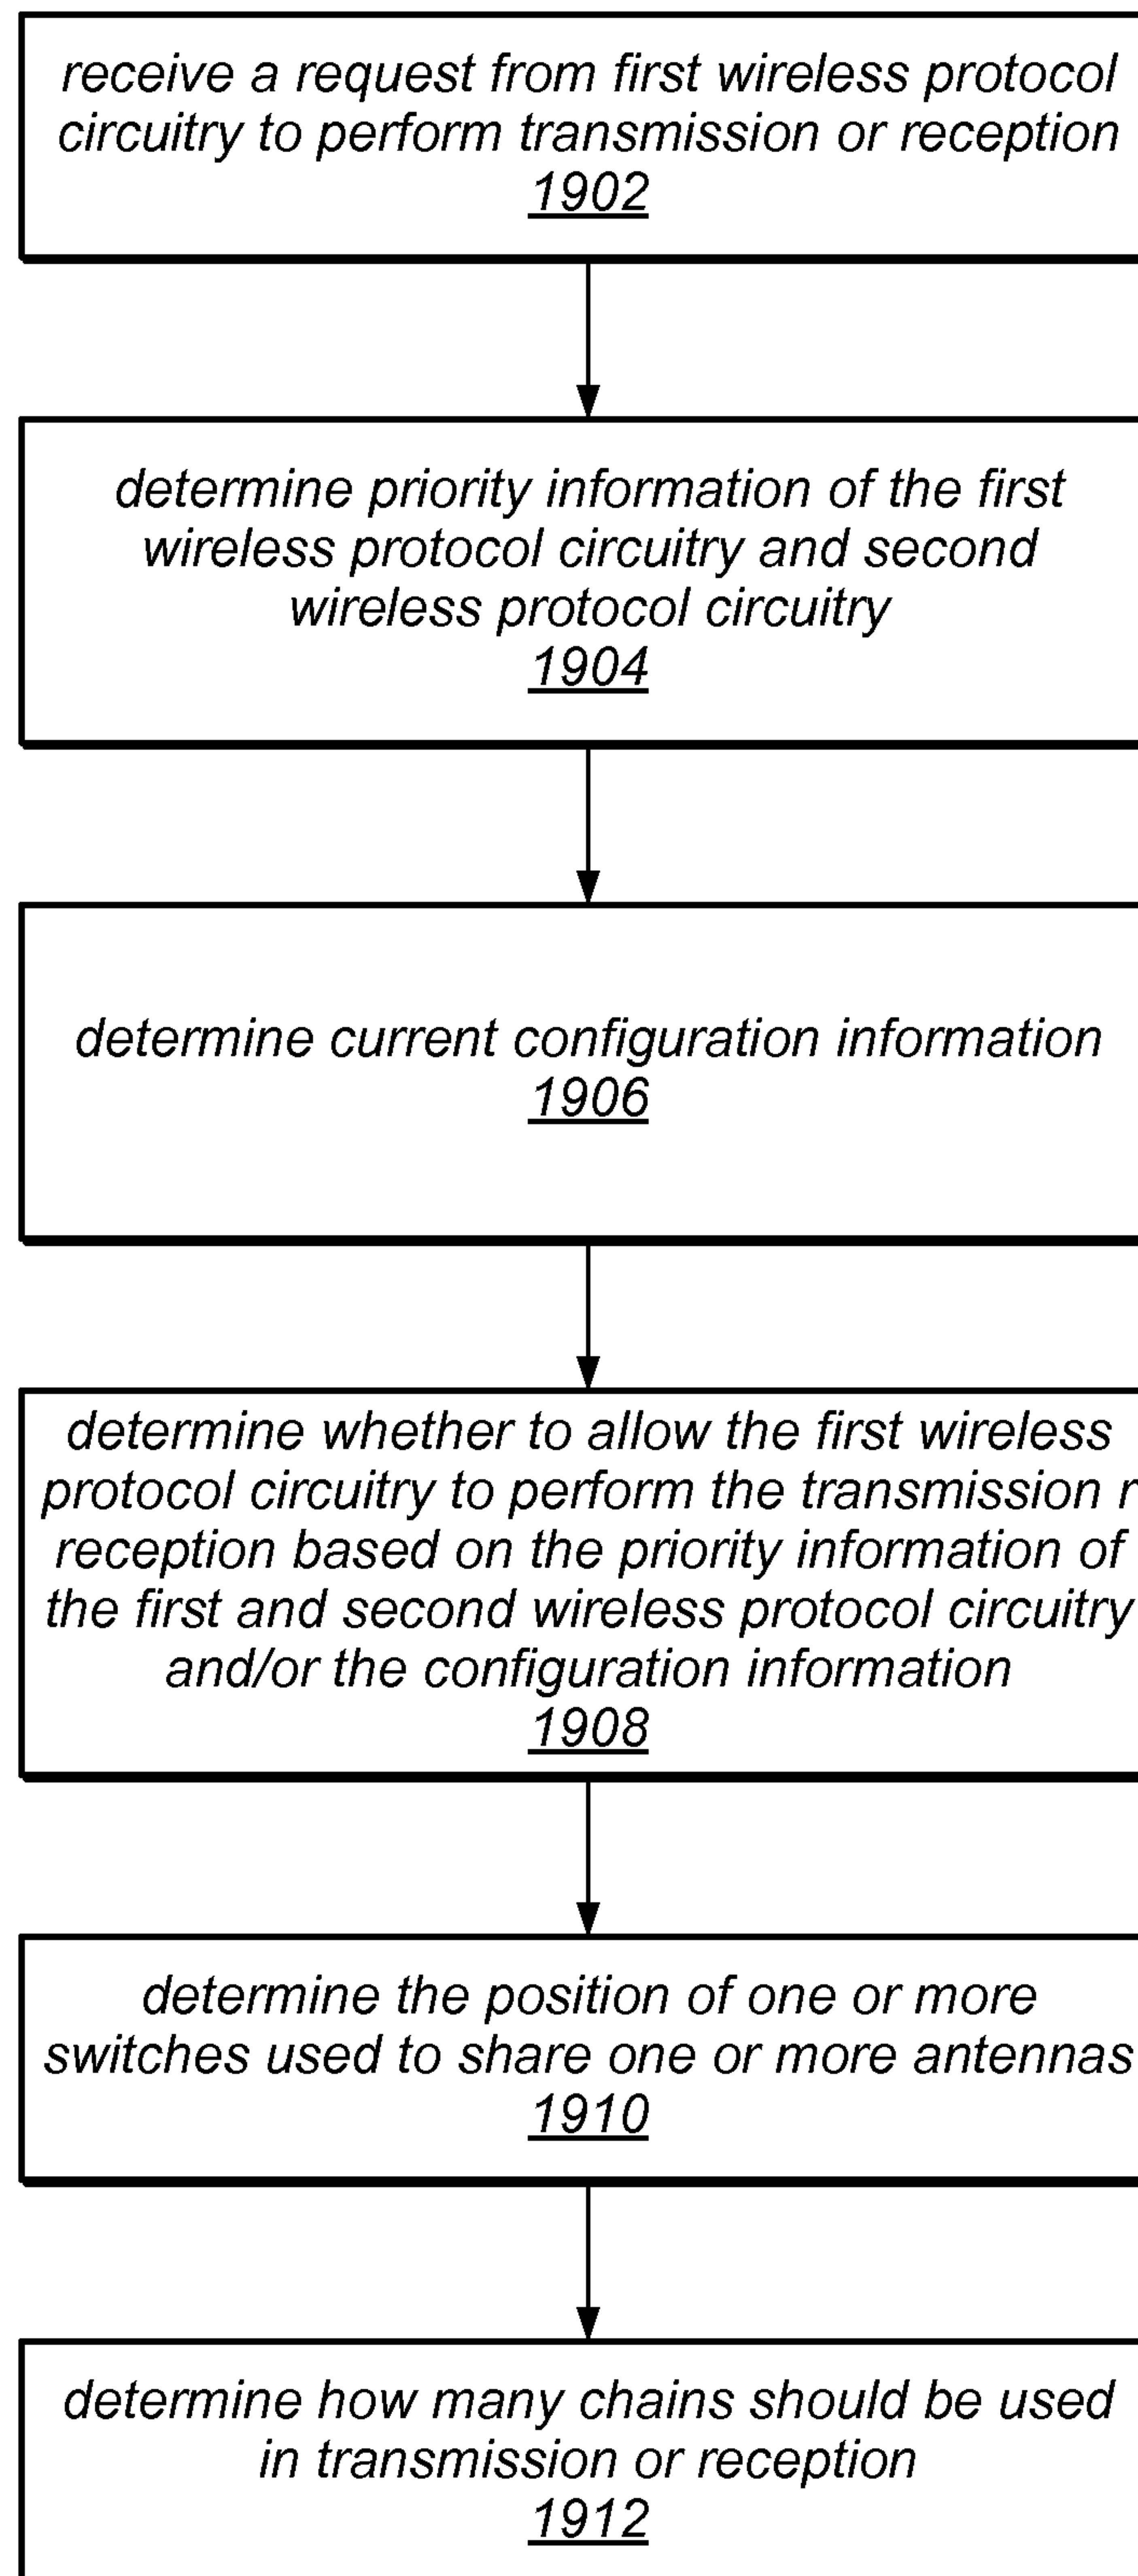 receive a request from first wireless protocol
circuitry to perform transmission or reception
1902
determine priority information of the first
wireless protocol circuitry and second
wireless protocol circuitry
1904
determine current configuration information
1906
determine whether to allow the first wireless
protocol circuitry to perform the transmission r
reception based on the priority information of
the first and second wireless protocol circuitry
and/or the configuration information
1908
determine the position of one or more
switches used to share one or more antennas
1910
determine how many chains should be used
in transmission or reception
1912